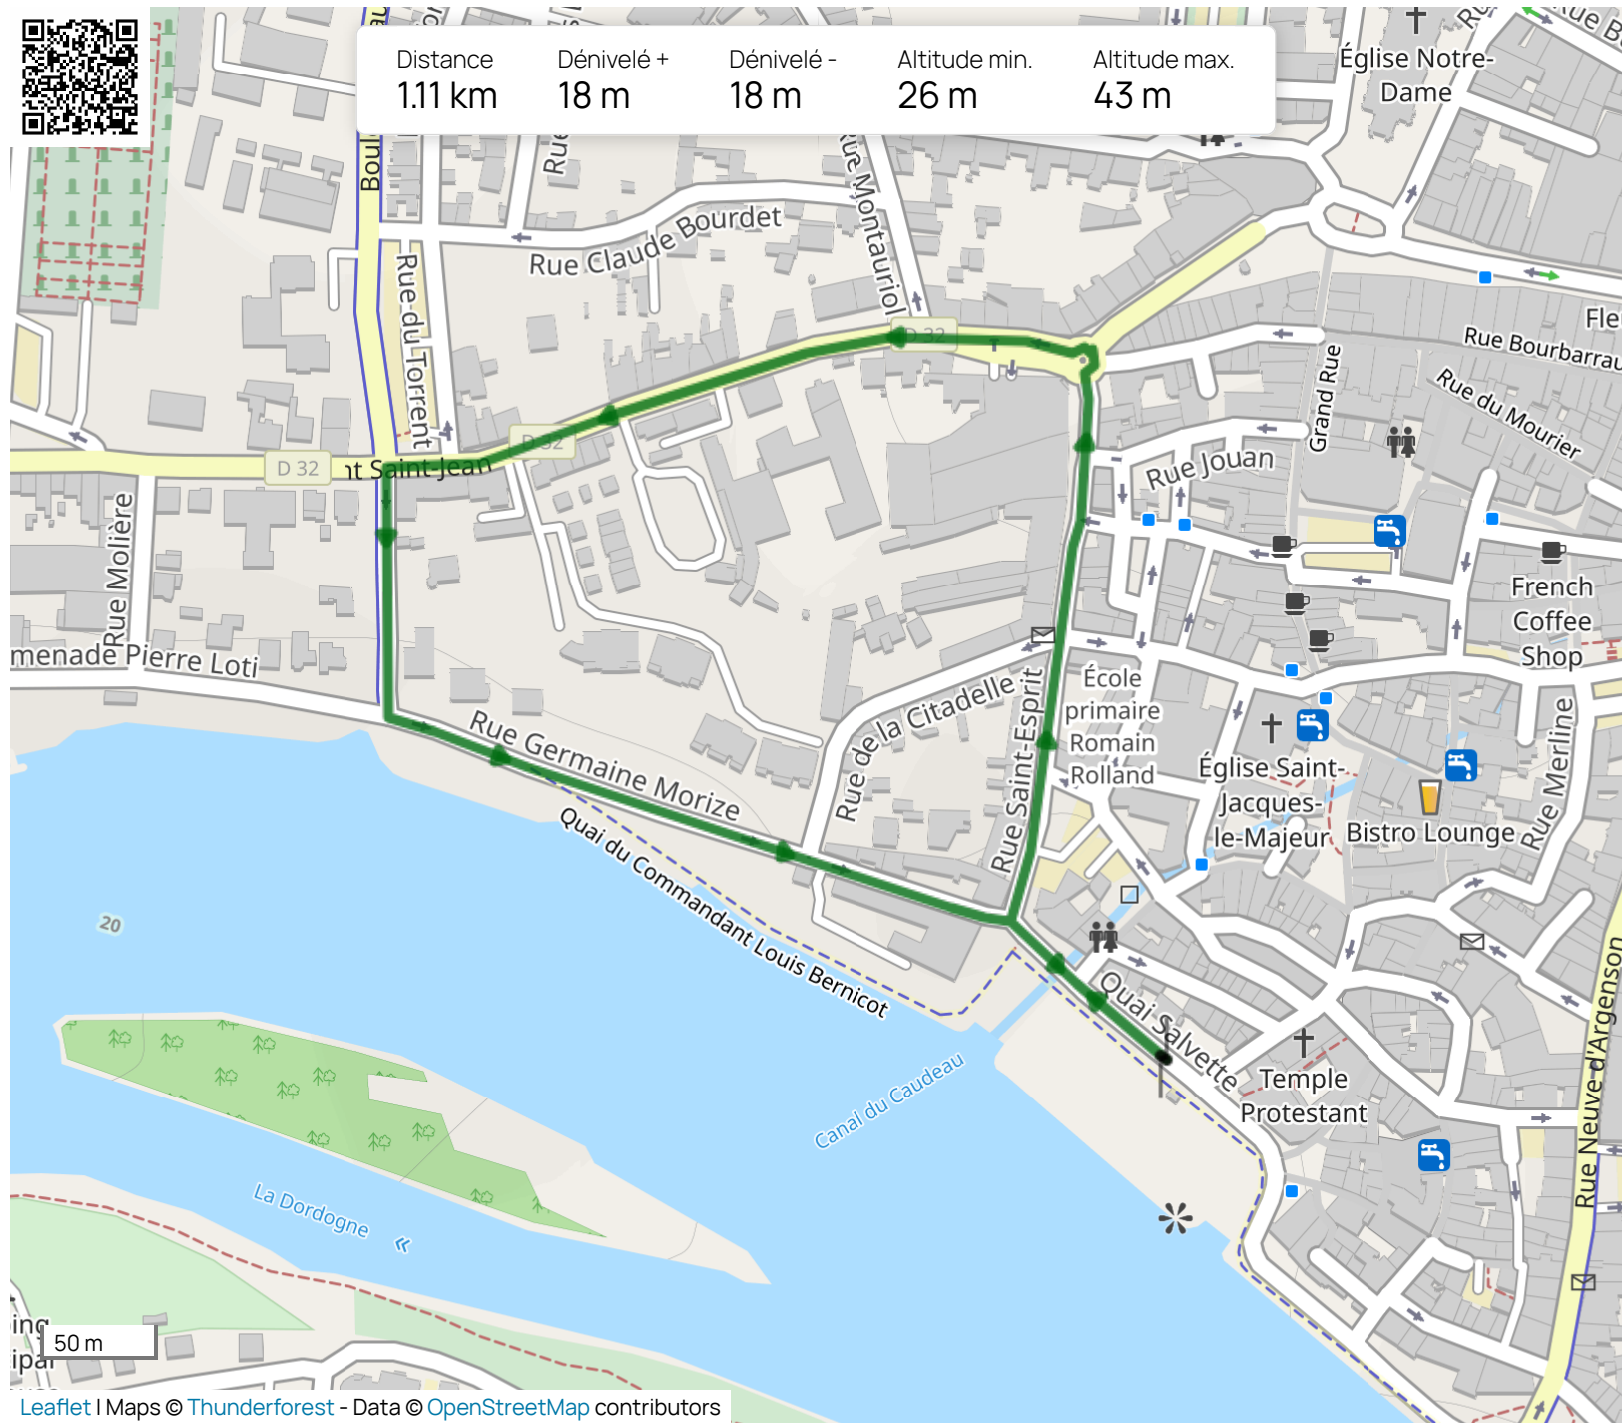 Distance
1.11 km
Dénivelé +
18 m
Dénivelé -
18 m
Altitude min.
26 m
Altitude max.
43 m
Église Notre-
Dame
Rue Montauriol
Rue Claude Bourdet
Rue du Torrent
D 32
D 32
D 32
nt Saint-Jean
Rue Molière
menade Pierre Loti
Rue Germaine Morize
Quai du Commandant Louis Bernicot
Rue de la Citadelle
Rue Saint-Esprit
École
primaire
Romain
Rolland
Rue Jouan
Grand Rue
Rue Bourbarrau
Rue du Mourier
French
Coffee
Shop
Église Saint-
Jacques-
le-Majeur
Bistro Lounge
Rue Merline
Rue Neuve d'Argenson
Quai Salvette
Temple
Protestant
Canal du Caudeau
La Dordogne
20
50 m
Leaflet | Maps © Thunderforest - Data © OpenStreetMap contributors